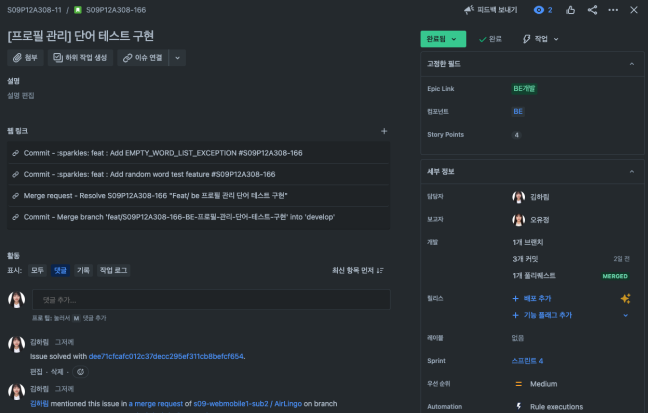 S09P12A308-11 / S09P12A308-166
피드백 보내기
2
[프로필 관리] 단어 테스트 구현
첨부
하위 작업 생성
이슈 연결
설명
설명 편집
웹 링크
Commit - :sparkles: feat : Add EMPTY_WORD_LIST_EXCEPTION #S09P12A308-166
Commit - :sparkles: feat : Add random word test feature #S09P12A308-166
Merge request - Resolve S09P12A308-166 "Feat/ be 프로필 관리 단어 테스트 구현"
Commit - Merge branch 'feat/S09P12A308-166-BE-프로필-관리-단어-테스트-구현' into 'develop'
활동
표시: 모두 댓글 기록 작업 로그
최신 항목 먼저
댓글 추가...
프로 팁: 눌러서 M 댓글 추가
김하림 그저께
Issue solved with dee71cfcafc012c37decc295ef311cb8befcf654.
편집 · 삭제 ·
김하림 그저께
김하림 mentioned this issue in a merge request of s09-webmobile1-sub2 / AirLingo on branch
완료됨
완료
작업
고정한 필드
Epic Link BE개발
컴포넌트 BE
Story Points 4
세부 정보
담당자 김하림
보고자 오유정
개발 1개 브랜치
3개 커밋 2일 전
1개 풀리퀘스트 MERGED
릴리스 배포 추가
기능 플래그 추가
레이블 없음
Sprint 스프린트 4
우선 순위 Medium
Automation Rule executions